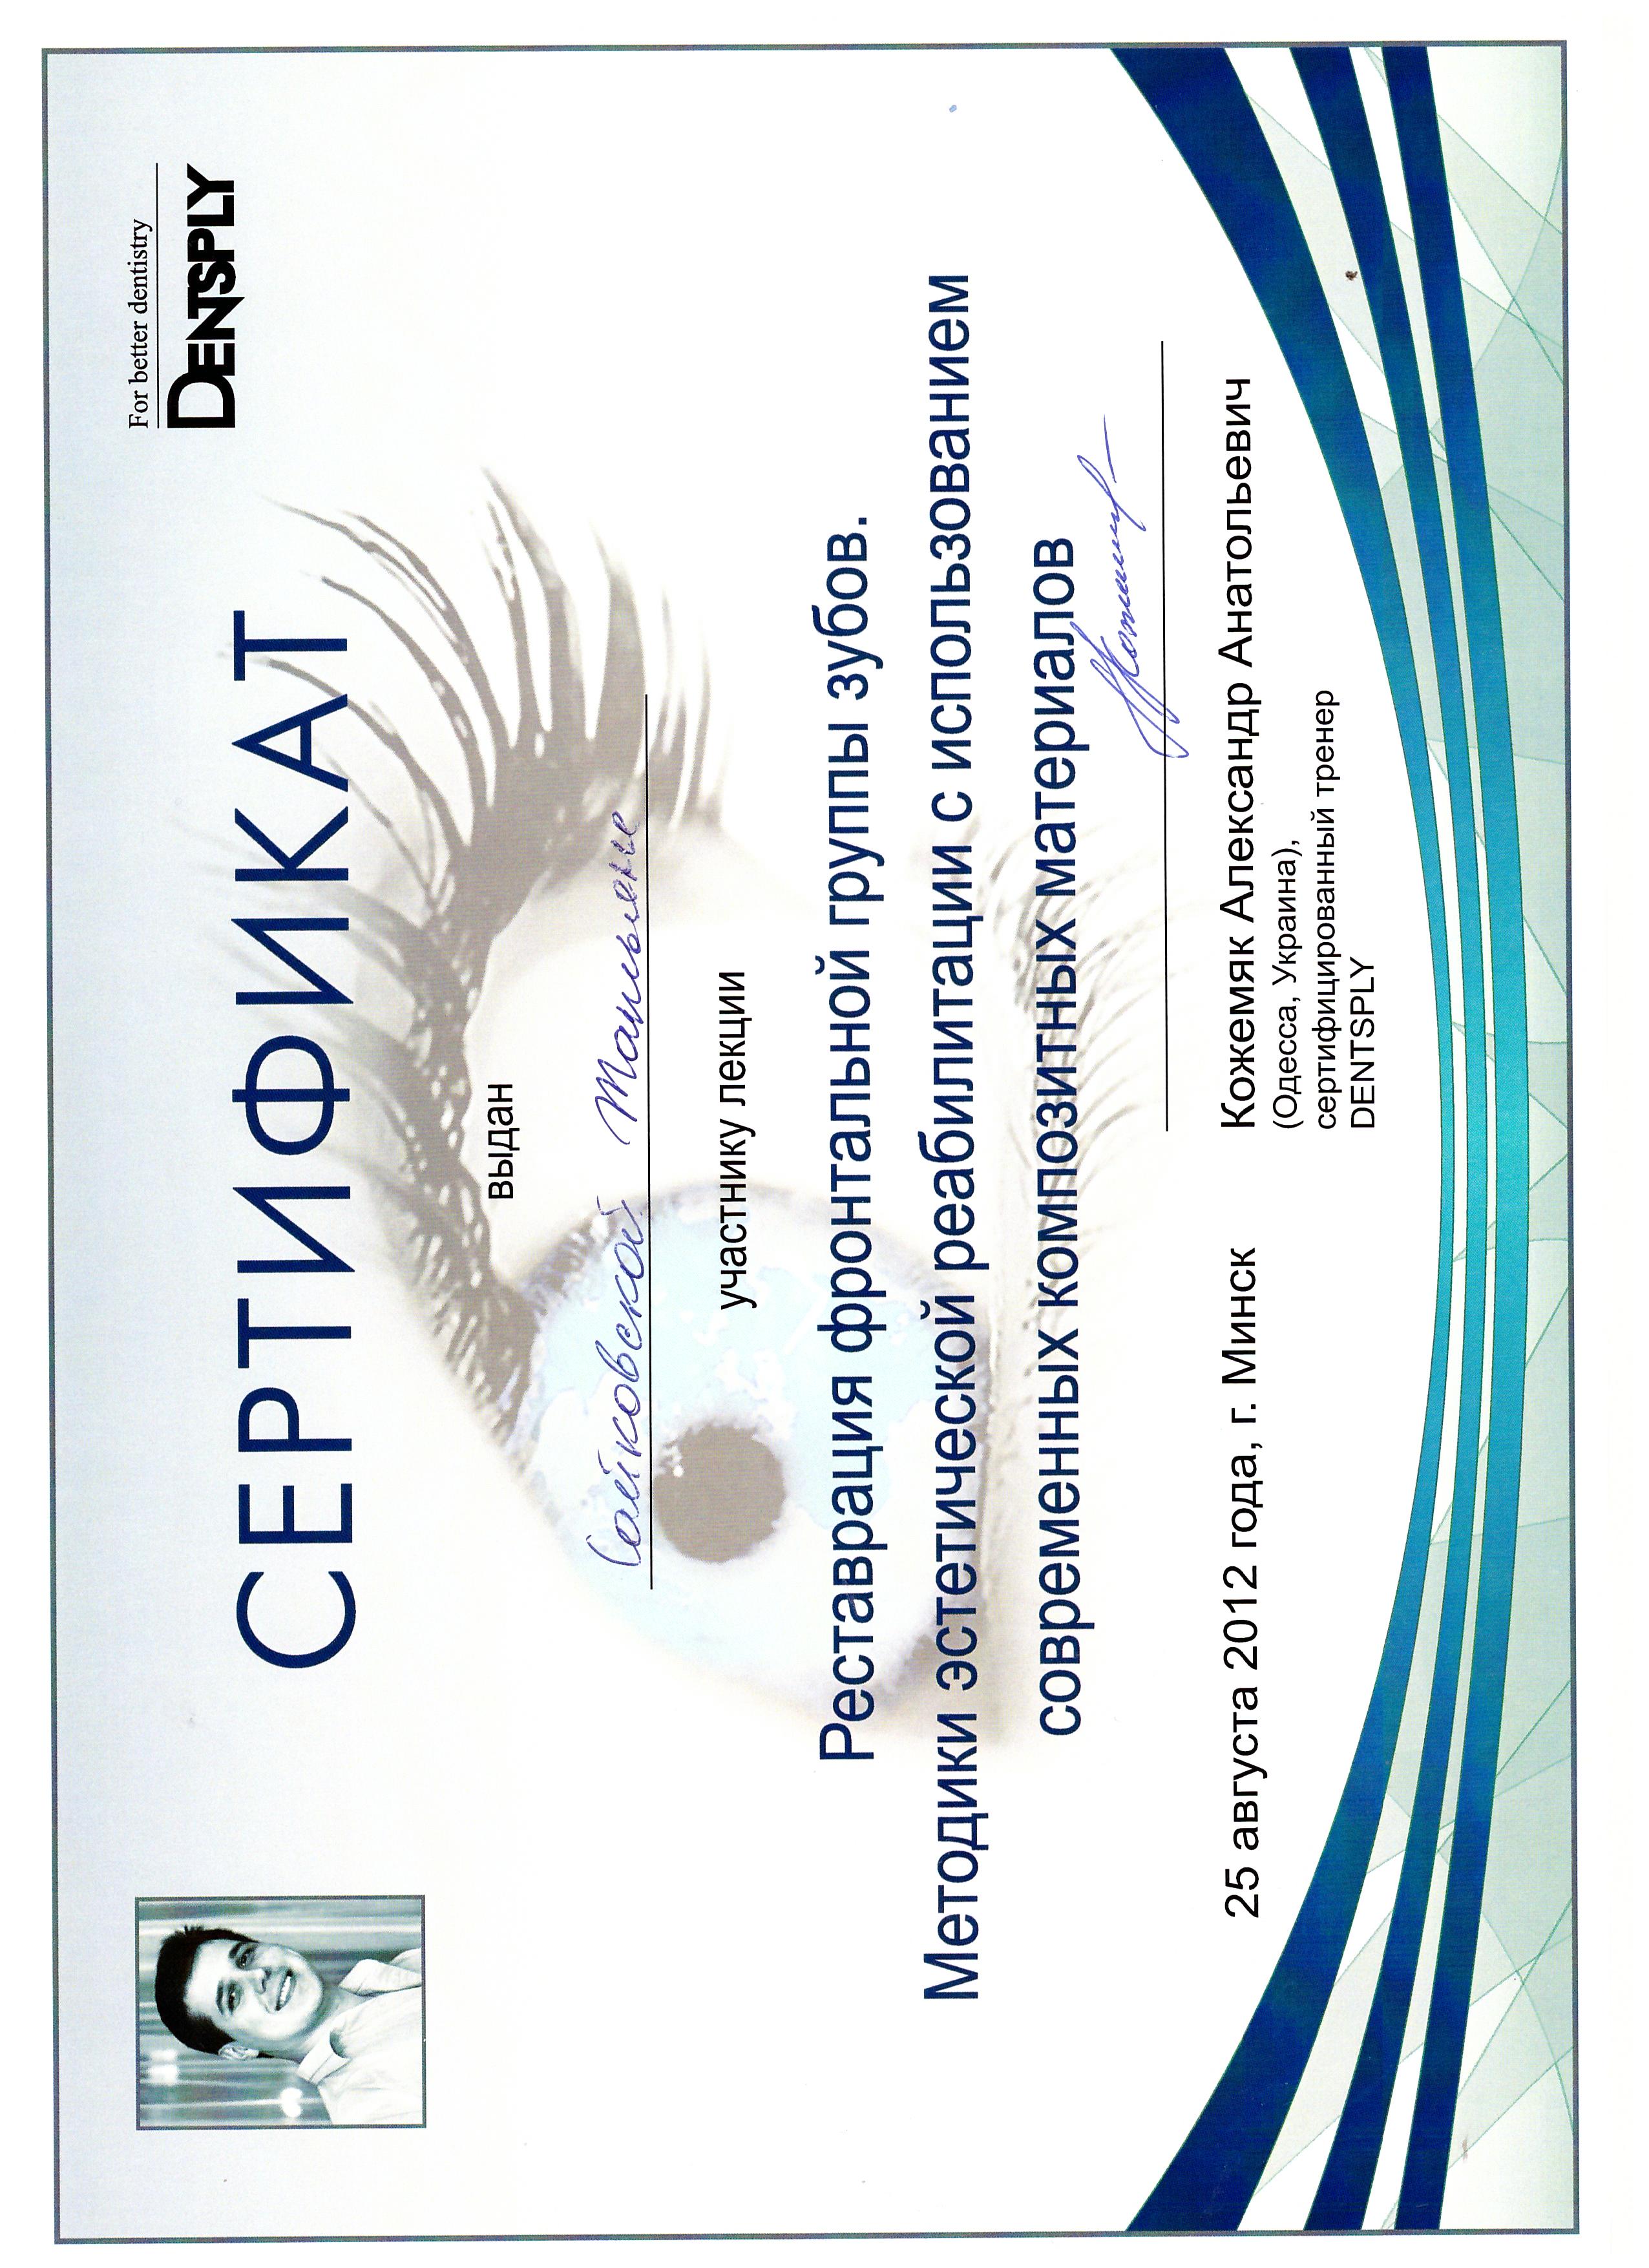 For better dentistry
DENTSPLY
СЕРТИФИКАТ
выдан
Сайковской Татьяне
участнику лекции
Реставрация фронтальной группы зубов.
Методики эстетической реабилитации с использованием
современных композитных материалов
25 августа 2012 года, г. Минск
Кожемяк Александр Анатольевич
(Одесса, Украина),
сертифицированный тренер
DENTSPLY